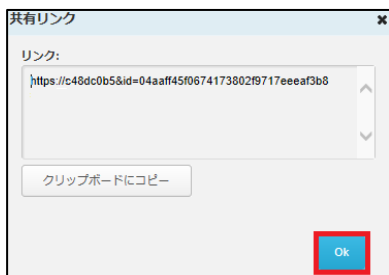 共有リンク
リンク:
https://c48dc0b5&id=04aaff45f0674173802f9717eeeaf3b8
クリップボードにコピー
Ok